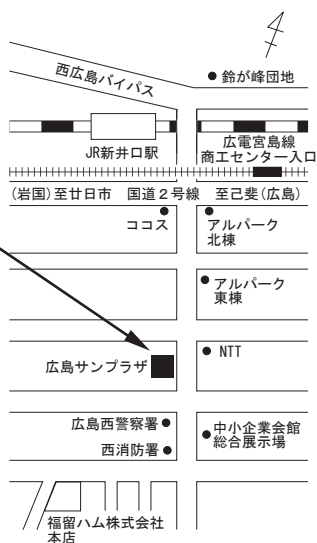 西広島バイパス
鈴が峰団地
JR新井口駅
広電宮島線
商工センター入口
(岩国)至廿日市 国道2号線 至己斐(広島)
ココス
アルパーク
北棟
アルパーク
東棟
広島サンプラザ
NTT
広島西警察署
西消防署
中小企業会館
総合展示場
福留ハム株式会社
本店